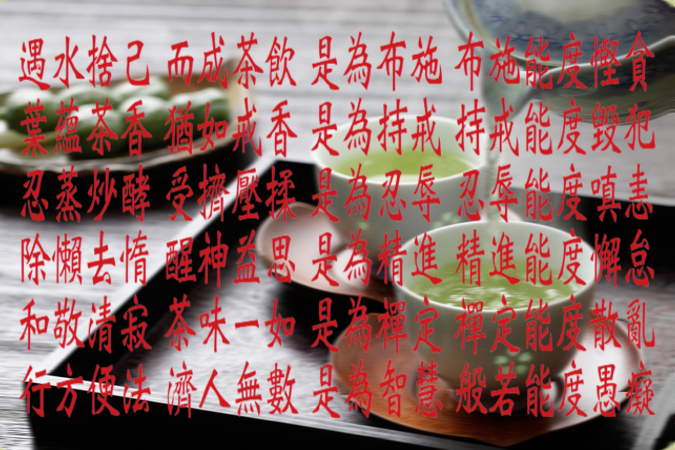 遇水捨己 而成茶飲 是為布施 布施能度慳貪
葉蘊茶香 猶如戒香 是為持戒 持戒能度毀犯
忍蒸炒酵 受擠壓揉 是為忍辱 忍辱能度嗔恚
除懶去惰 醒神益思 是為精進 精進能度懈怠
和敬清寂 茶味一如 是為禪定 禪定能度散亂
行方便法 濟人無數 是為智慧 般若能度愚癡